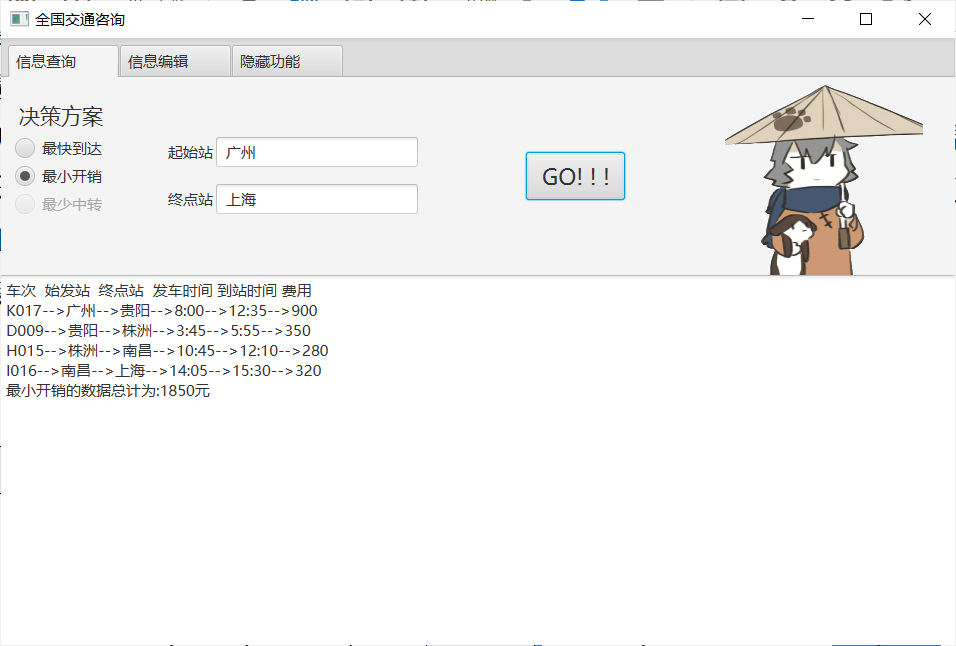 全国交通咨询
信息查询 信息编辑 隐藏功能
决策方案
最快到达
最小开销
最少中转
起始站 广州
终点站 上海
GO! ! !
车次 始发站 终点站 发车时间 到站时间 费用
K017-->广州-->贵阳-->8:00-->12:35-->900
D009-->贵阳-->株洲-->3:45-->5:55-->350
H015-->株洲-->南昌-->10:45-->12:10-->280
I016-->南昌-->上海-->14:05-->15:30-->320
最小开销的数据总计为:1850元